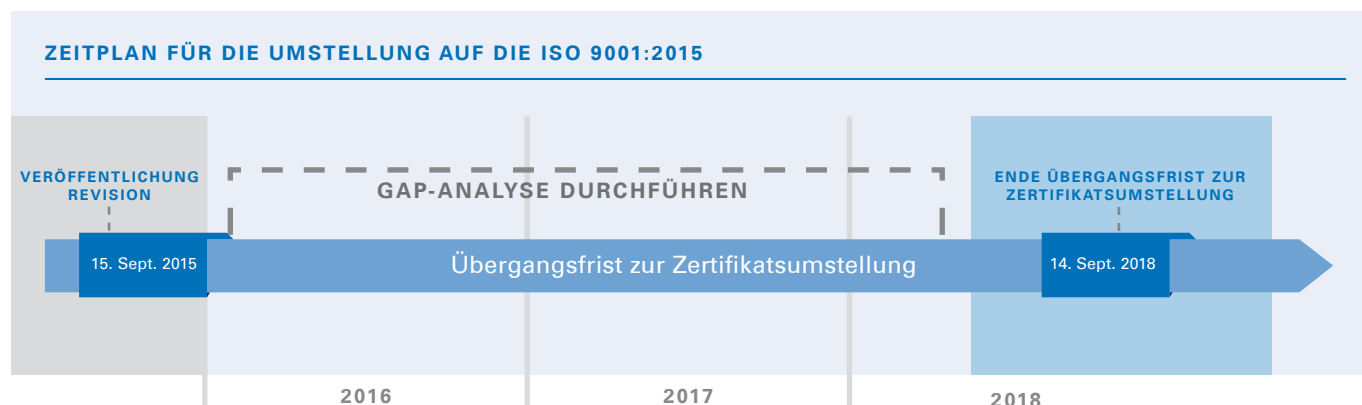 ZEITPLAN FÜR DIE UMSTELLUNG AUF DIE ISO 9001:2015
VERÖFFENTLICHUNG
REVISION
GAP-ANALYSE DURCHFÜHREN
ENDE ÜBERGANGSFRIST ZUR
ZERTIFIKATSUMSTELLUNG
15. Sept. 2015
Übergangsfrist zur Zertifikatsumstellung
14. Sept. 2018
2016
2017
2018